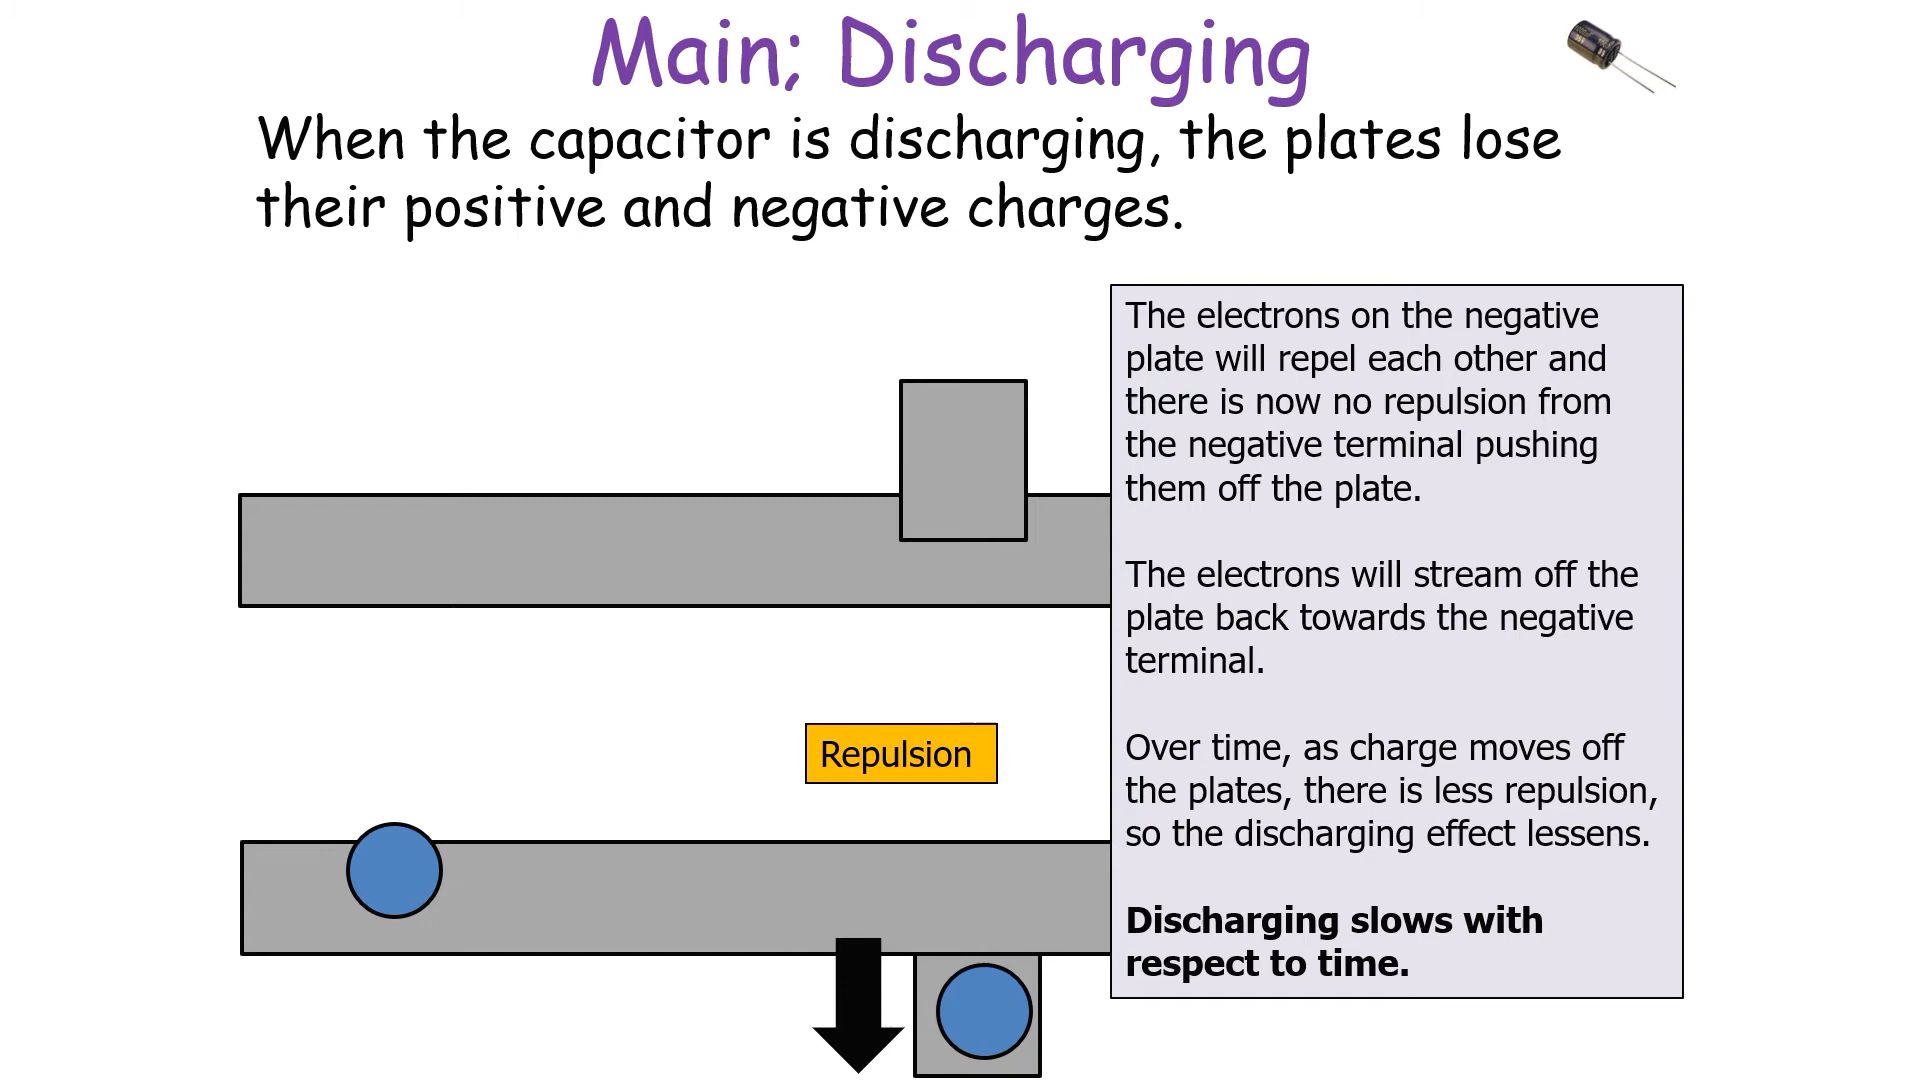 Main; Discharging
When the capacitor is discharging, the plates lose
their positive and negative charges.
The electrons on the negative
plate will repel each other and
there is now no repulsion from
the negative terminal pushing
them off the plate.
The electrons will stream off the
plate back towards the negative
terminal.
Over time, as charge moves off
the plates, there is less repulsion,
so the discharging effect lessens.
Discharging slows with
respect to time.
Repulsion